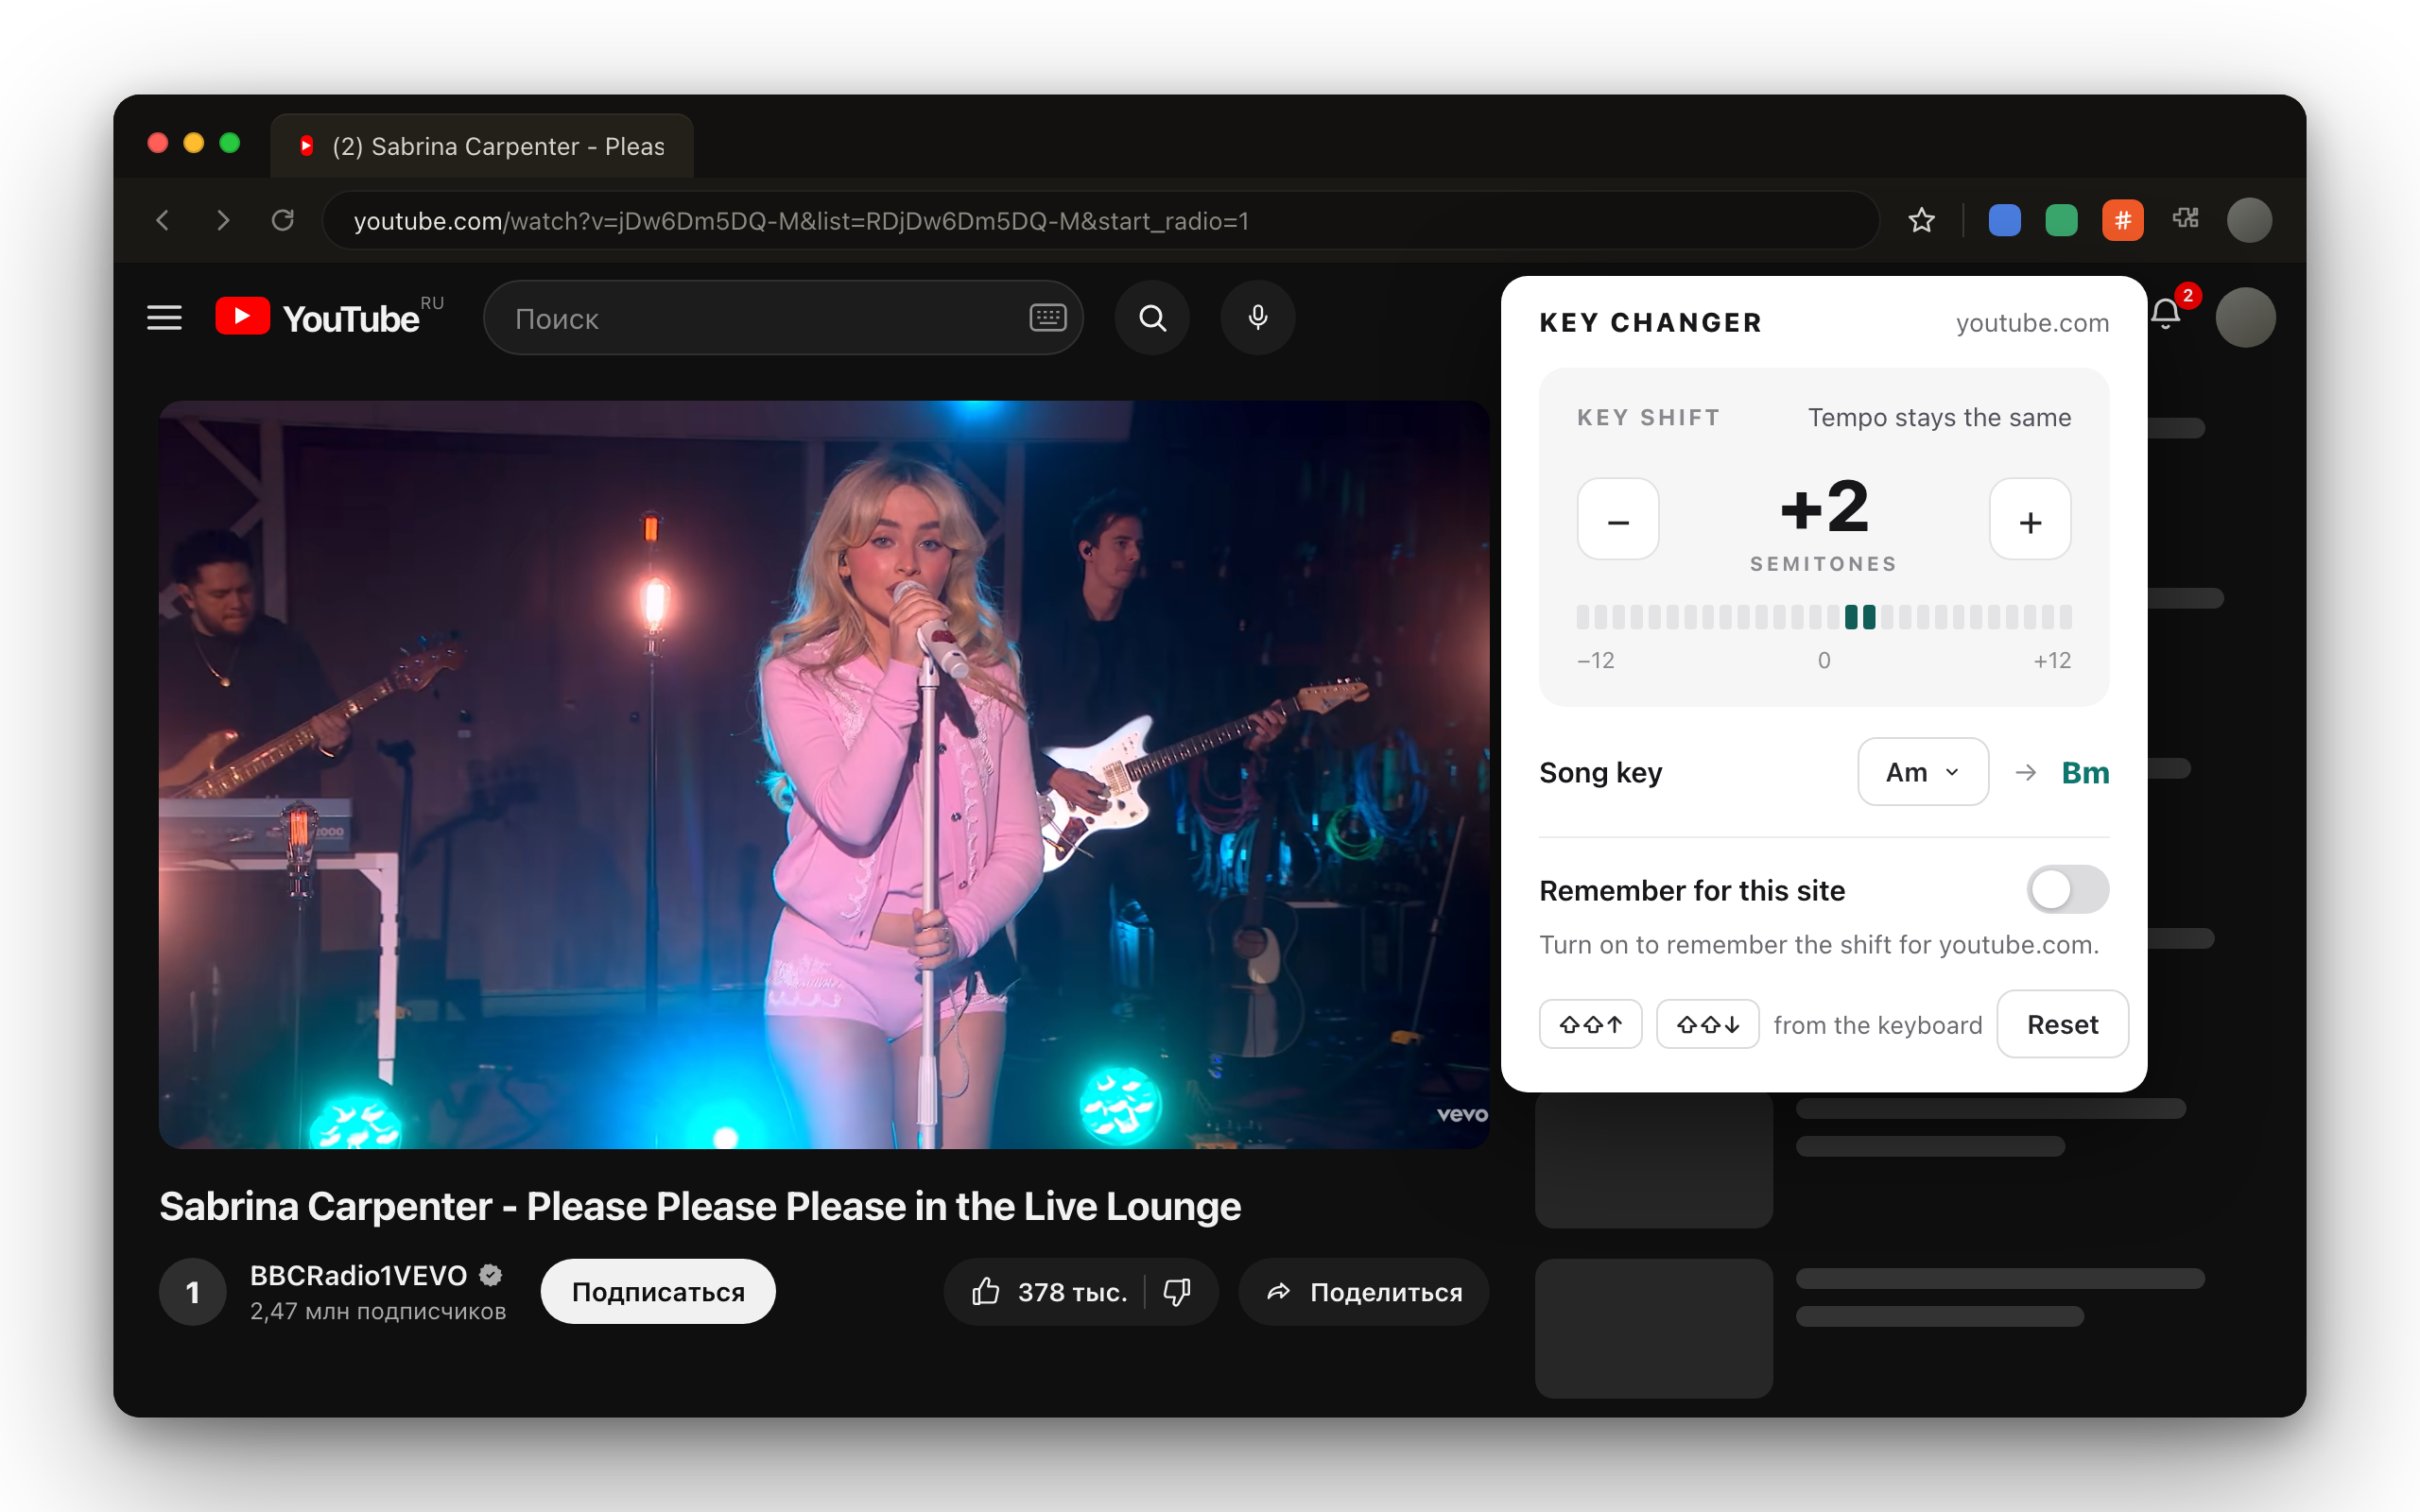 (2) Sabrina Carpenter - Pleas
youtube.com/watch?v=jDw6Dm5DQ-M&list=RDjDw6Dm5DQ-M&start_radio=1
#
YouTube RU
Поиск
2
KEY CHANGER youtube.com
KEY SHIFT Tempo stays the same
− +2 +
SEMITONES
−12 0 +12
Song key Am → Bm
Remember for this site
Turn on to remember the shift for youtube.com.
⇧⇧↑ ⇧⇧↓ from the keyboard Reset
2000
vevo
Sabrina Carpenter - Please Please Please in the Live Lounge
1
BBCRadio1VEVO
2,47 млн подписчиков
Подписаться
378 тыс.
Поделиться